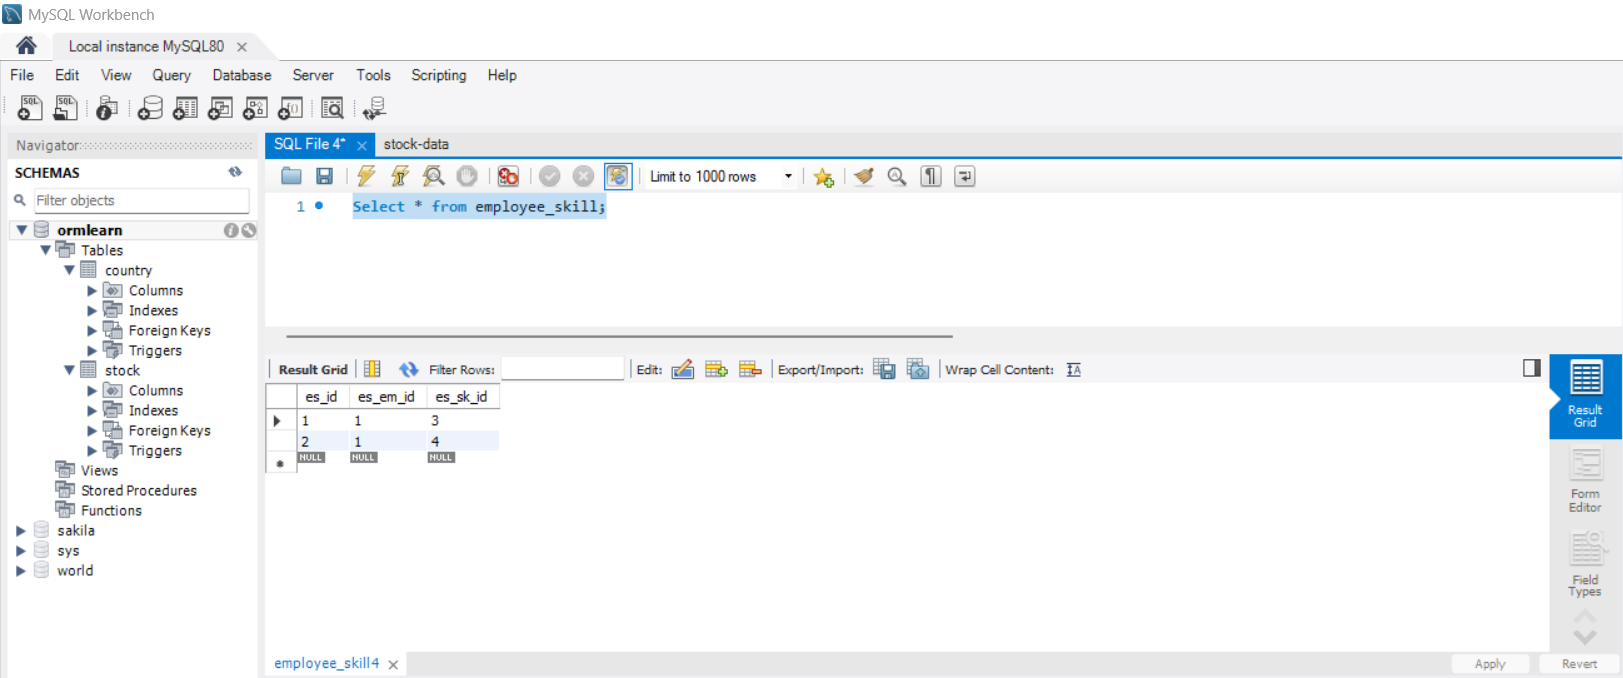 MySQL Workbench
Local instance MySQL80
File Edit View Query Database Server Tools Scripting Help
SQL SQL
Navigator
SCHEMAS
Filter objects
ormlearn
Tables
country
Columns
Indexes
Foreign Keys
Triggers
stock
Columns
Indexes
Foreign Keys
Triggers
Views
Stored Procedures
Functions
sakila
sys
world
SQL File 4* stock-data
Limit to 1000 rows
1 Select * from employee_skill;
Result Grid Filter Rows: Edit: Export/Import: Wrap Cell Content: IA
es_id es_em_id es_sk_id
1 1 3
2 1 4
NULL NULL NULL
Result
Grid
Form
Editor
Field
Types
employee_skill4
Apply Revert